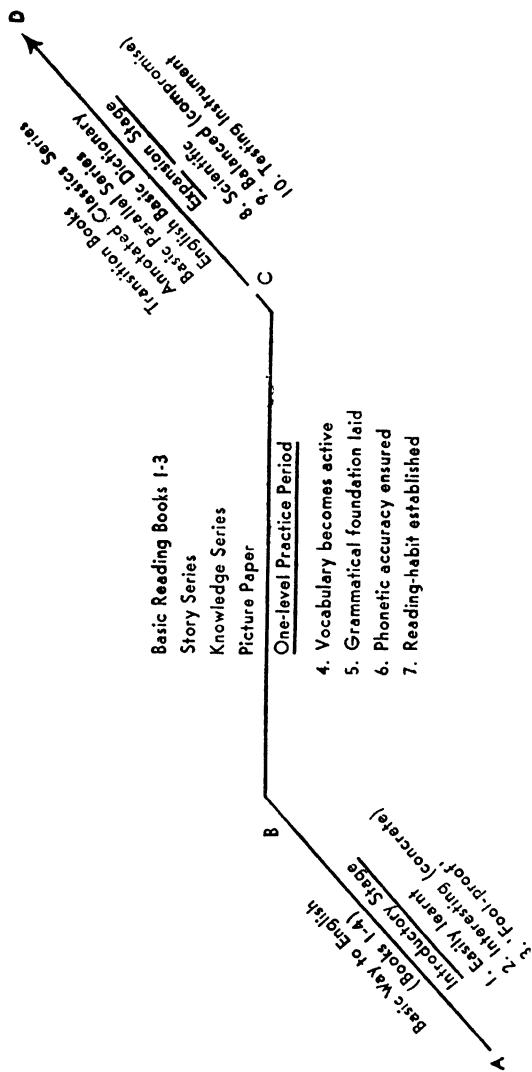 A
Basic Way to English
(Books 1-4)
Introductory Stage
1. Easily learnt
2. Interesting (concrete)
3. 'Fool-proof'
B
Basic Reading Books 1-3
Story Series
Knowledge Series
Picture Paper
One-level Practice Period
4. Vocabulary becomes active
5. Grammatical foundation laid
6. Phonetic accuracy ensured
7. Reading-habit established
C
Transition Books
Annotated Classics Series
Basic Parallel Series
English Basic Dictionary
Expansion Stage
8. Scientific
9. Balanced (compromise)
10. Testing Instrument
D